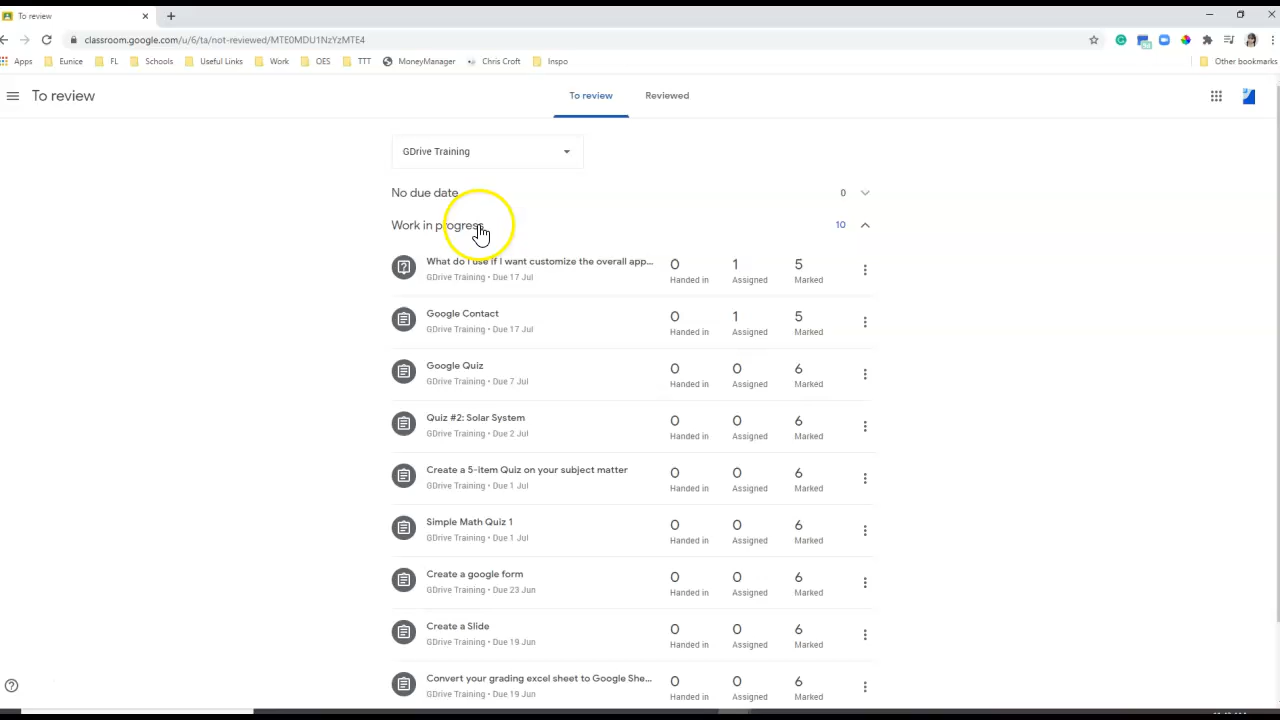 To review
classroom.google.com/u/6/ta/not-reviewed/MTE0MDU1NzYzMTE4
Apps Eunice FL Schools Useful Links Work OES TTT MoneyManager Chris Croft Inspo Other bookmarks
To review To review Reviewed
GDrive Training
No due date 0
Work in progress 10
What do I use if I want customize the overall app... 0 1 5
GDrive Training • Due 17 Jul Handed in Assigned Marked
Google Contact 0 1 5
GDrive Training • Due 17 Jul Handed in Assigned Marked
Google Quiz 0 0 6
GDrive Training • Due 7 Jul Handed in Assigned Marked
Quiz #2: Solar System 0 0 6
GDrive Training • Due 2 Jul Handed in Assigned Marked
Create a 5-item Quiz on your subject matter 0 0 6
GDrive Training • Due 1 Jul Handed in Assigned Marked
Simple Math Quiz 1 0 0 6
GDrive Training • Due 1 Jul Handed in Assigned Marked
Create a google form 0 0 6
GDrive Training • Due 23 Jun Handed in Assigned Marked
Create a Slide 0 0 6
GDrive Training • Due 19 Jun Handed in Assigned Marked
Convert your grading excel sheet to Google She... 0 0 6
GDrive Training • Due 19 Jun Handed in Assigned Marked